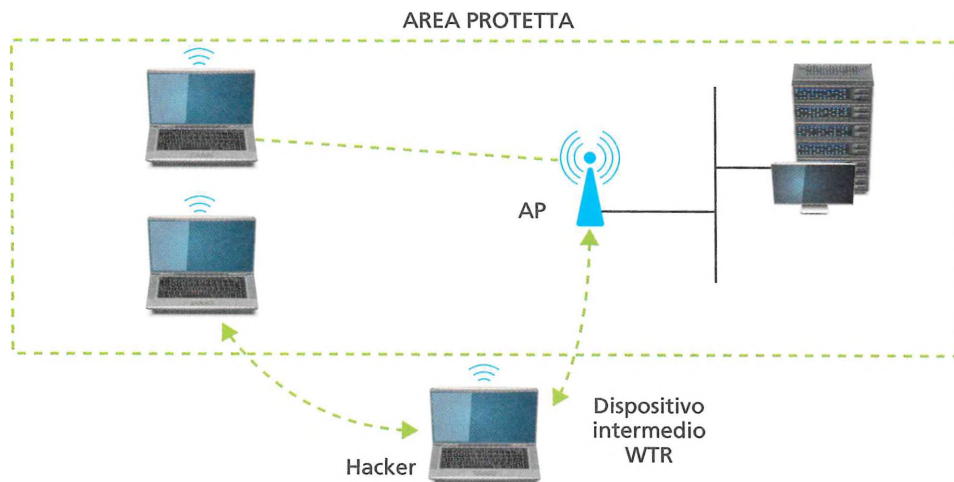 AREA PROTETTA
AP
Dispositivo
intermedio
WTR
Hacker